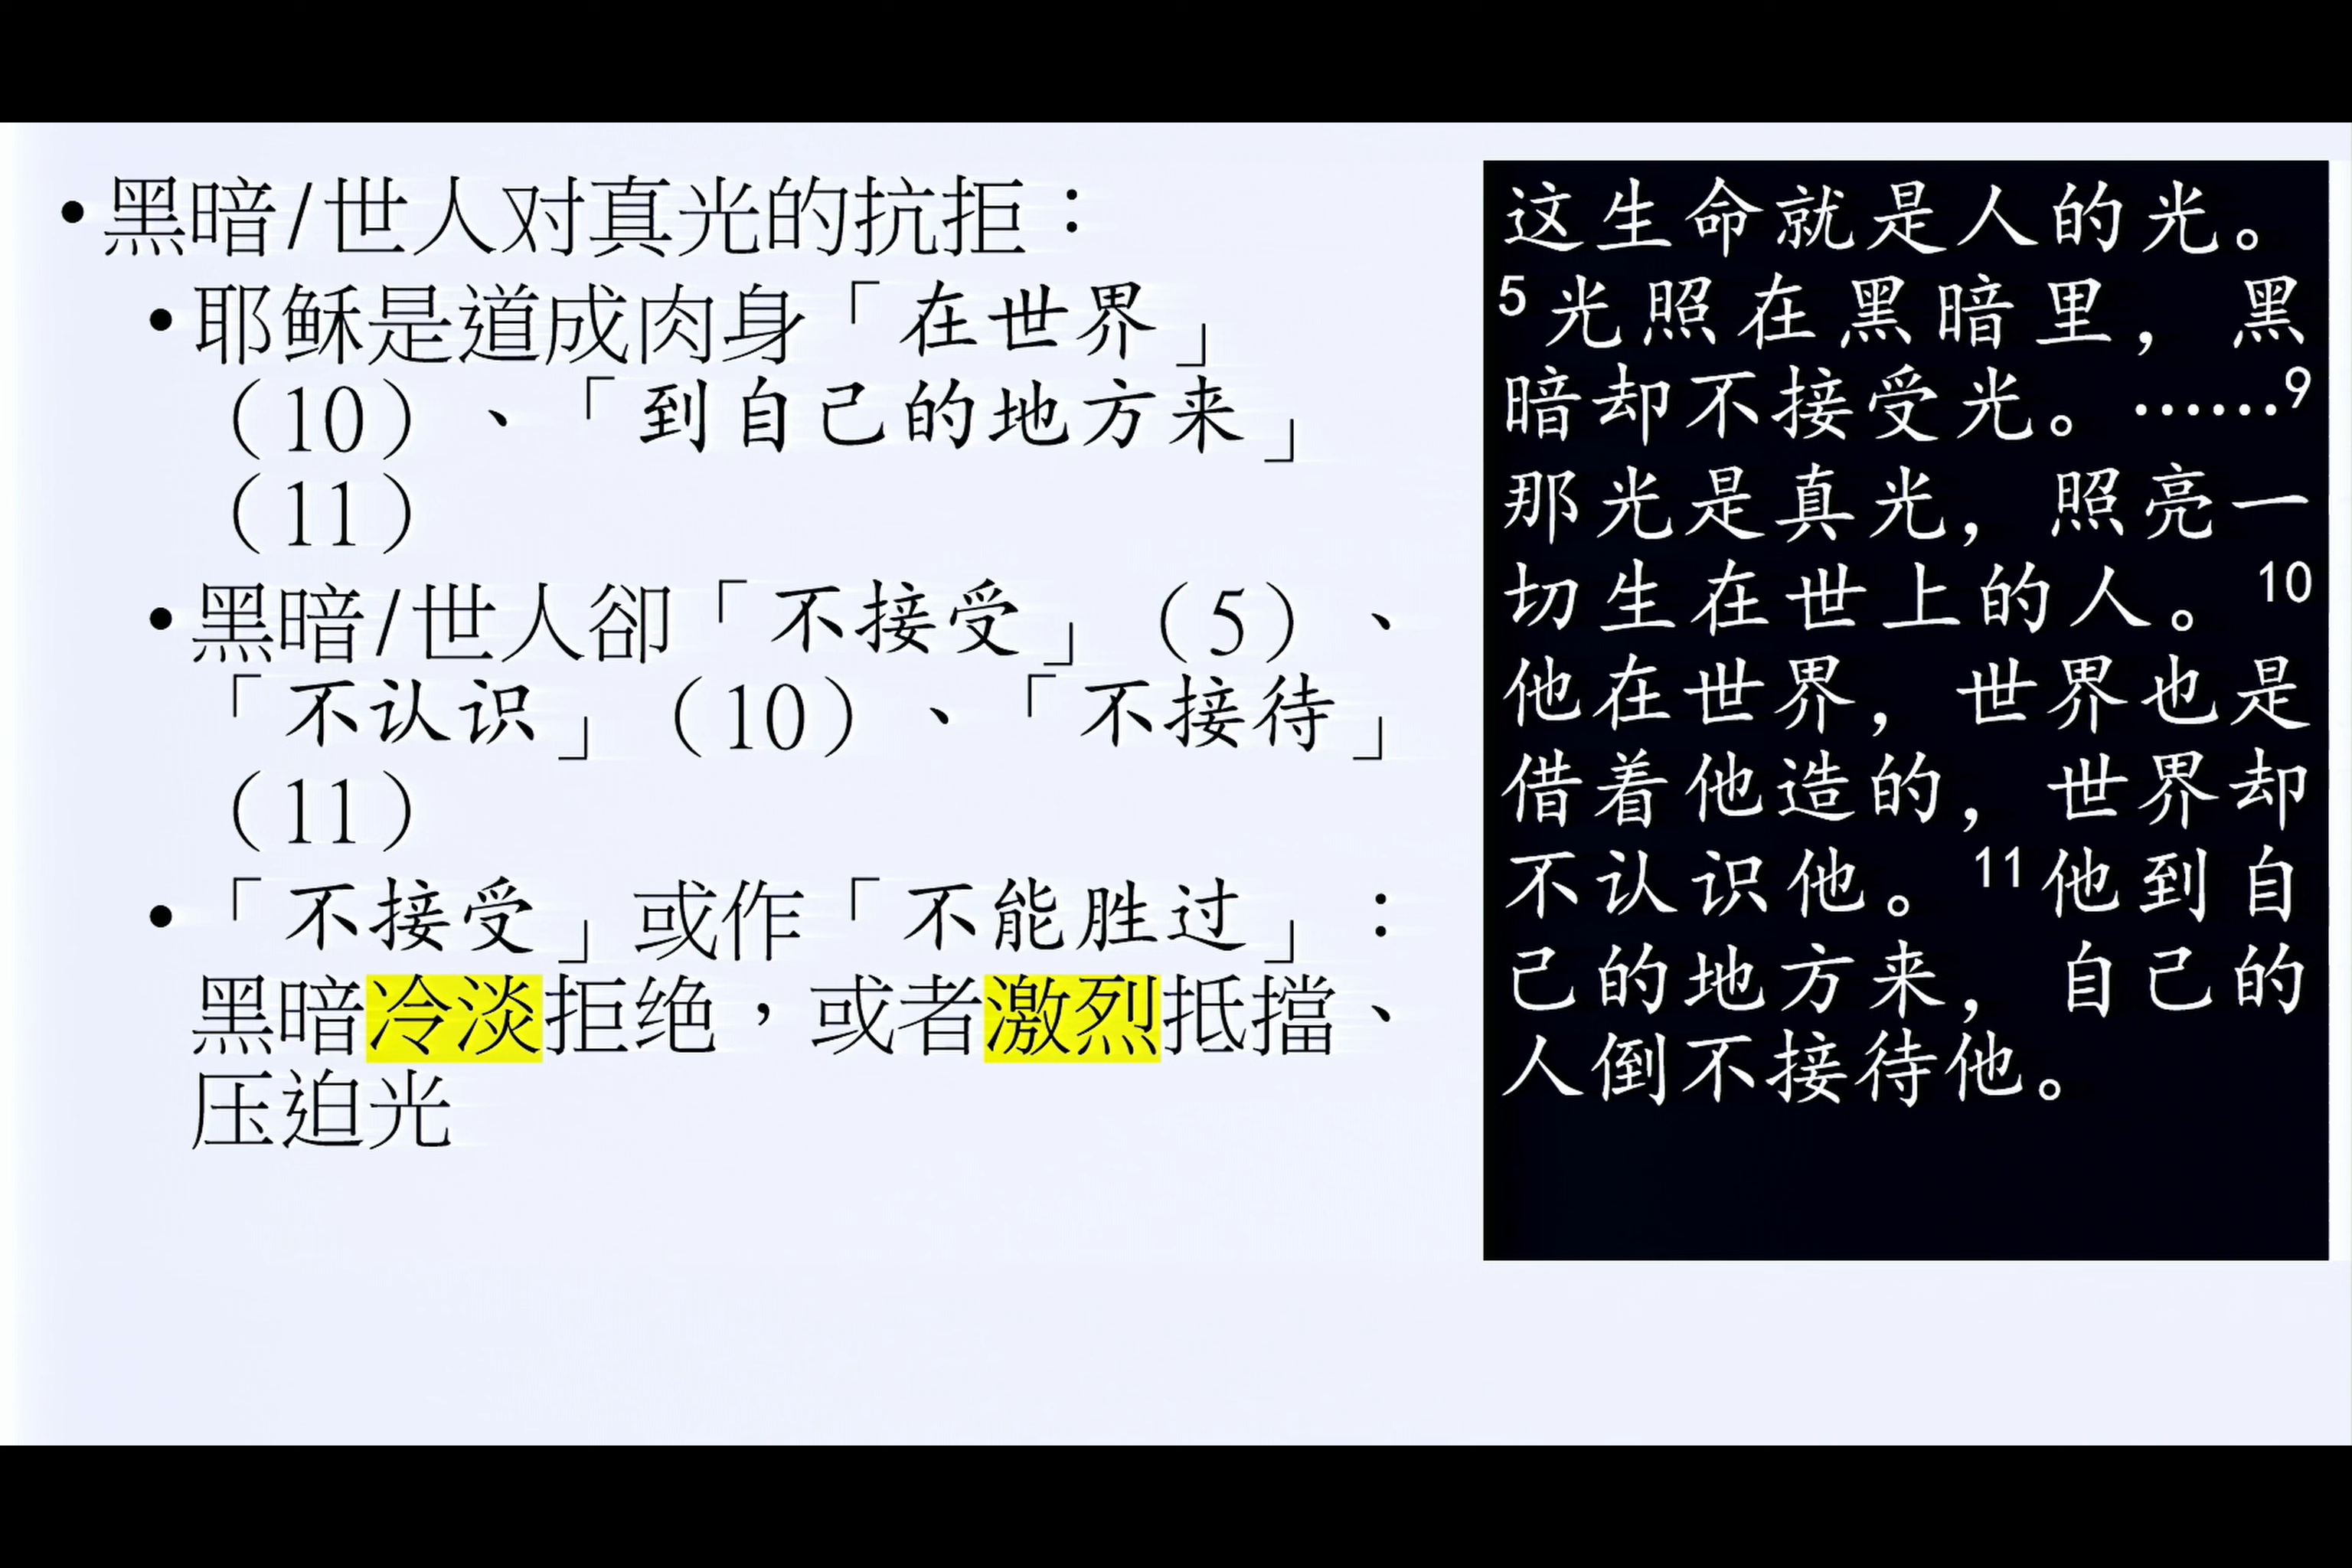 •黑暗/世人对真光的抗拒：
•耶稣是道成肉身「在世界」
（10）、「到自己的地方来」
（11）
•黑暗/世人卻「不接受」（5）、
「不认识」（10）、「不接待」
（11）
•「不接受」或作「不能胜过」：
黑暗冷淡拒绝，或者激烈抵擋、
压迫光
这生命就是人的光。
5光照在黑暗里，黑
暗却不接受光。……9
那光是真光，照亮一
切生在世上的人。10
他在世界，世界也是
借着他造的，世界却
不认识他。11他到自
己的地方来，自己的
人倒不接待他。